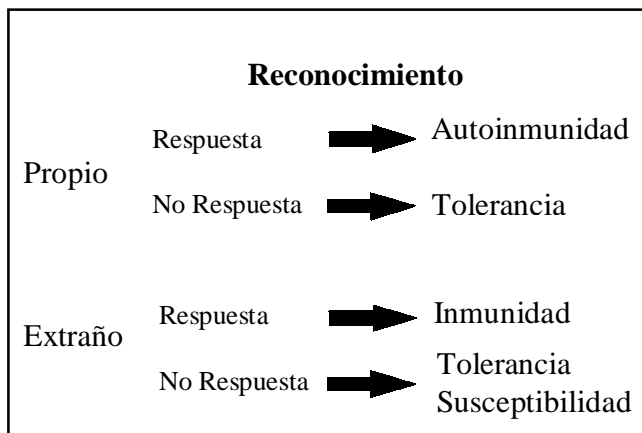 Reconocimiento
Respuesta Autoinmunidad
Propio
No Respuesta Tolerancia
Respuesta Inmunidad
Extraño
No Respuesta Tolerancia
Susceptibilidad